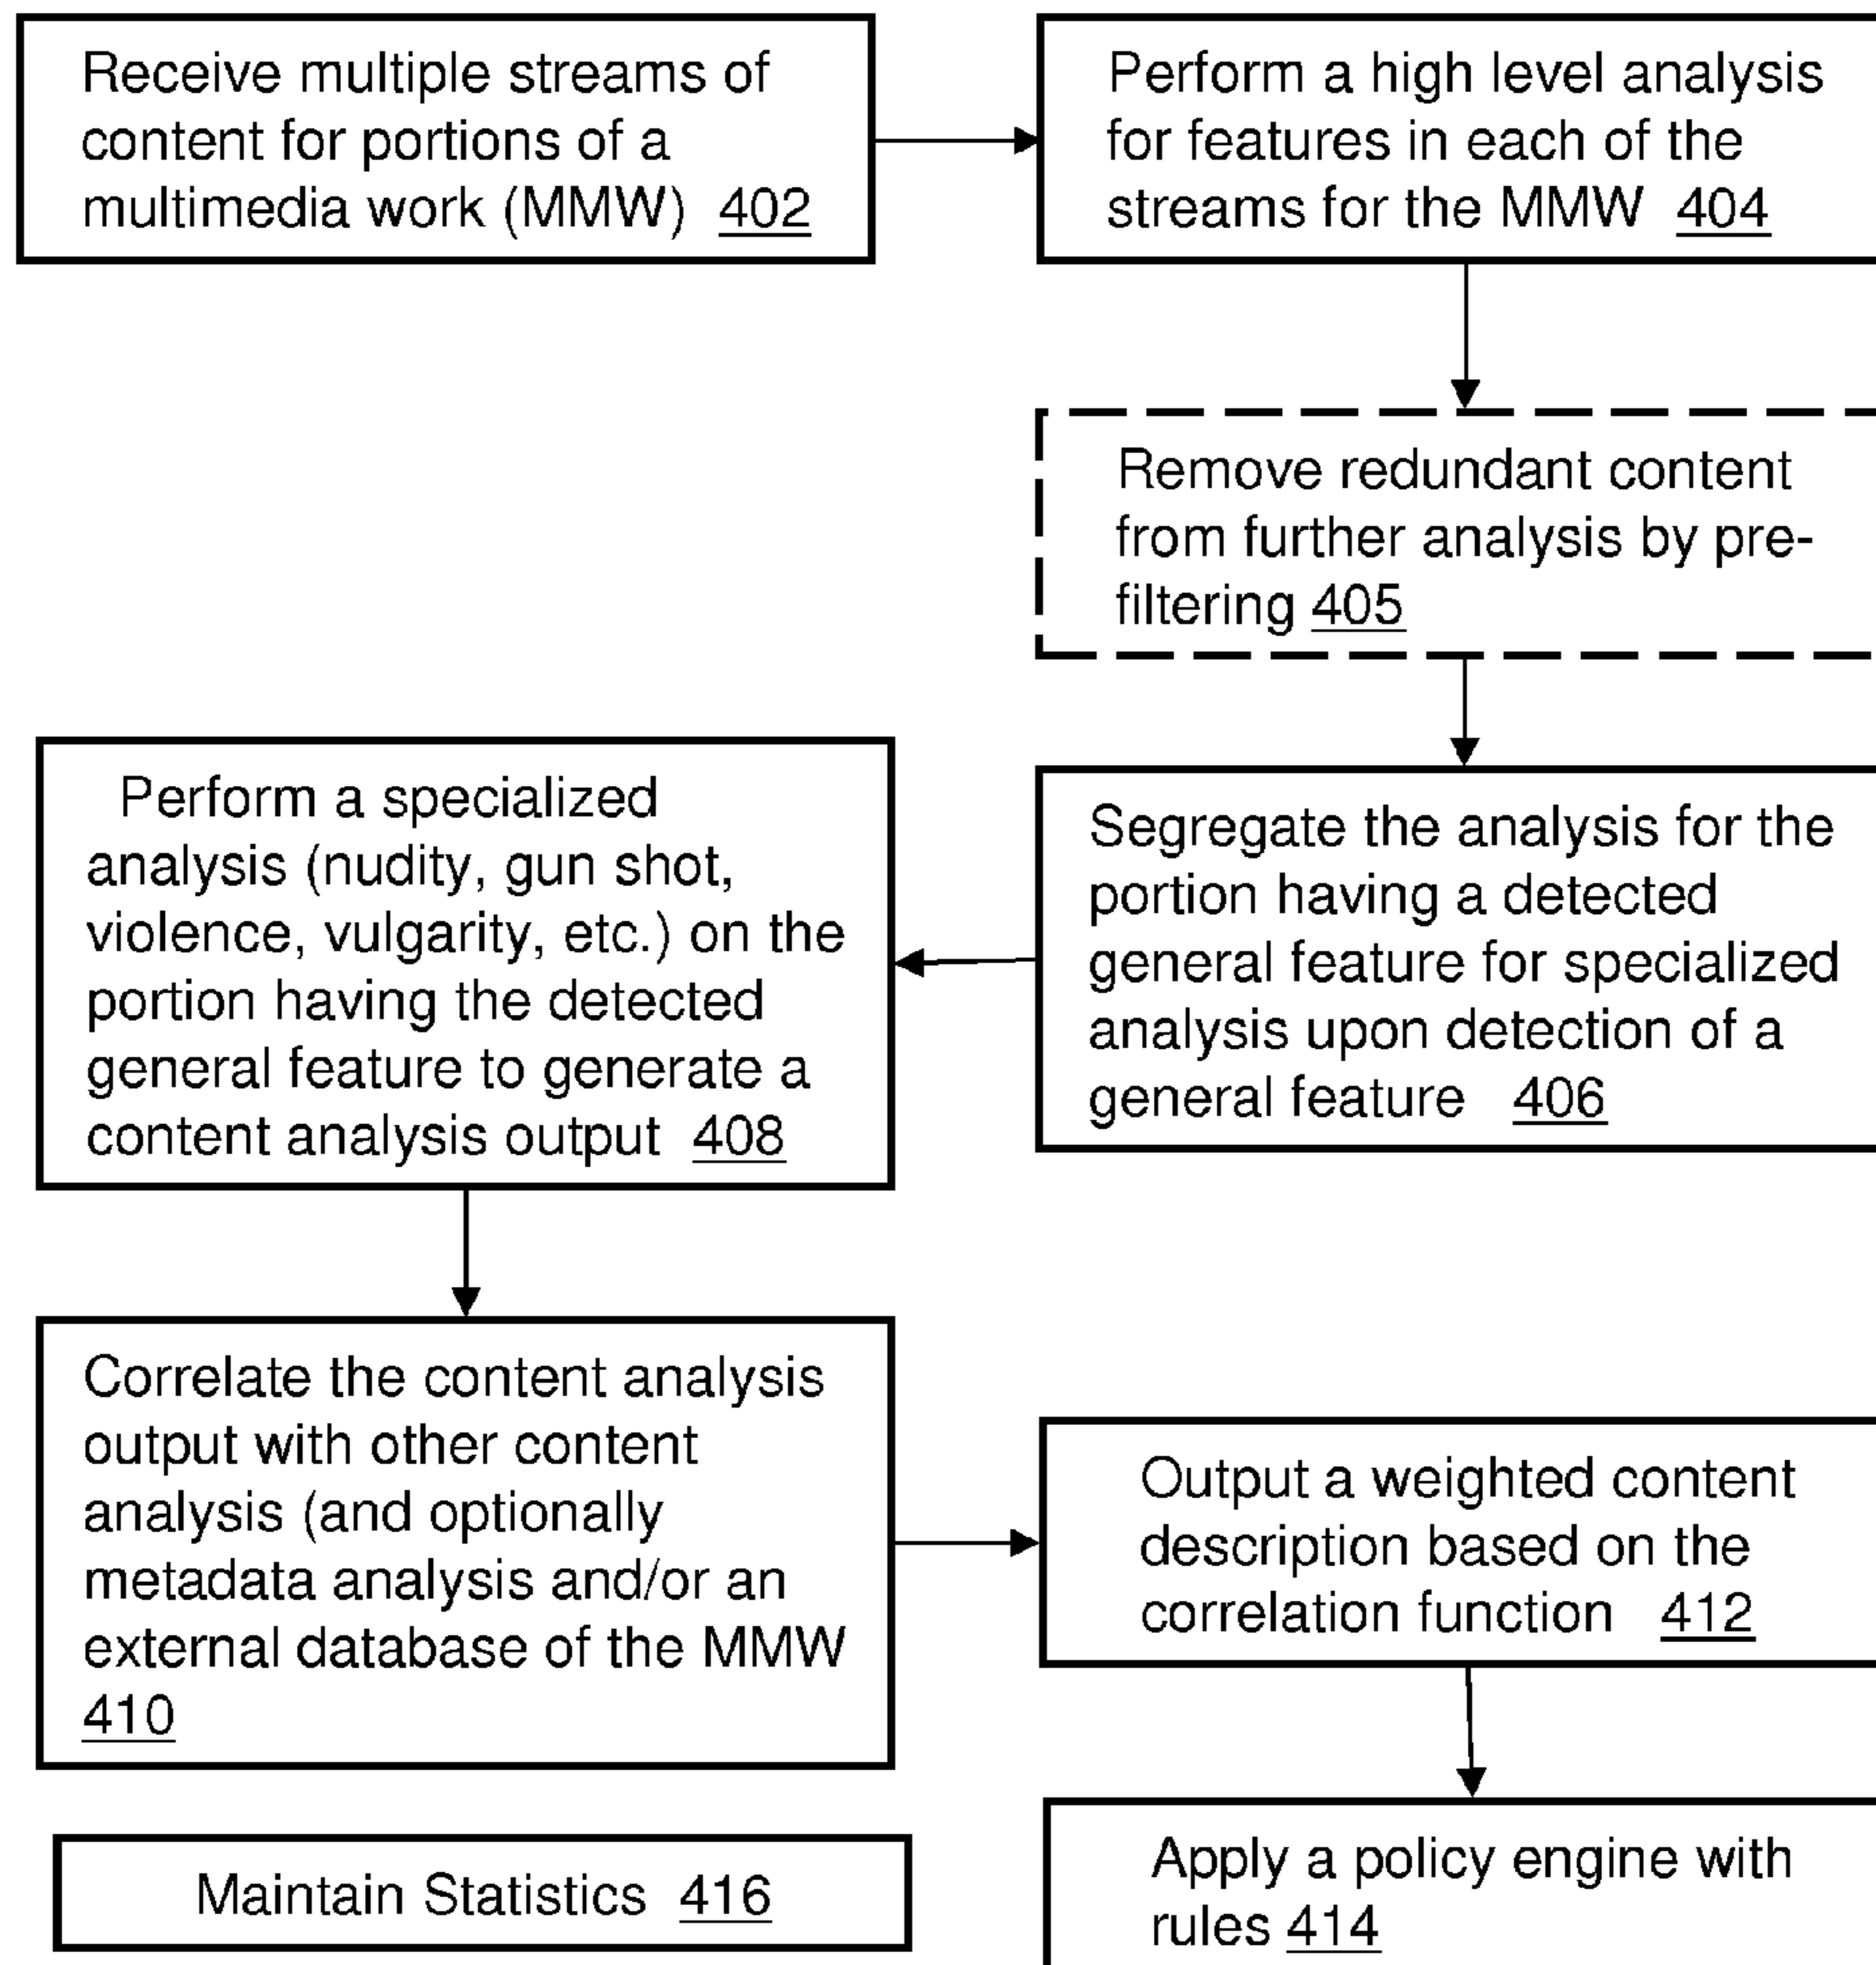 Receive multiple streams of
content for portions of a
multimedia work (MMW) 402
Perform a high level analysis
for features in each of the
streams for the MMW 404
Remove redundant content
from further analysis by pre-
filtering 405
Segregate the analysis for the
portion having a detected
general feature for specialized
analysis upon detection of a
general feature 406
Perform a specialized
analysis (nudity, gun shot,
violence, vulgarity, etc.) on the
portion having the detected
general feature to generate a
content analysis output 408
Correlate the content analysis
output with other content
analysis (and optionally
metadata analysis and/or an
external database of the MMW
410
Output a weighted content
description based on the
correlation function 412
Apply a policy engine with
rules 414
Maintain Statistics 416